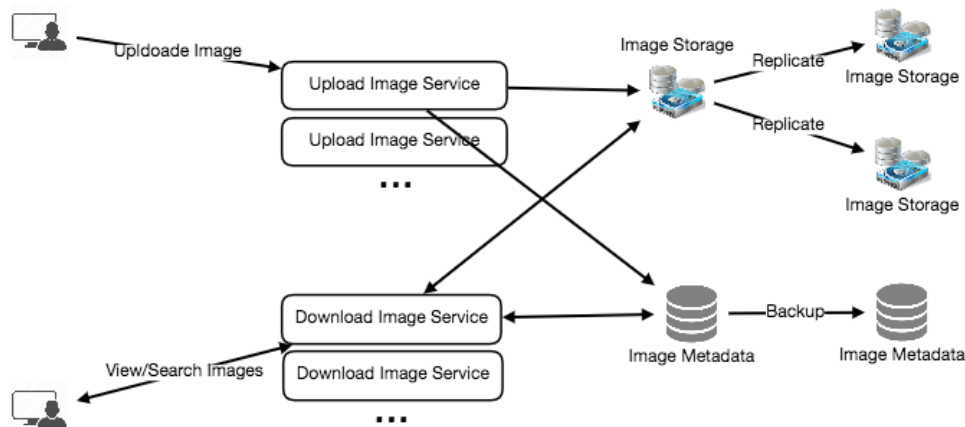 Upldoade Image
Upload Image Service
Upload Image Service
...
Image Storage
Replicate
Image Storage
Replicate
Image Storage
Download Image Service
Download Image Service
...
View/Search Images
Image Metadata
Backup
Image Metadata